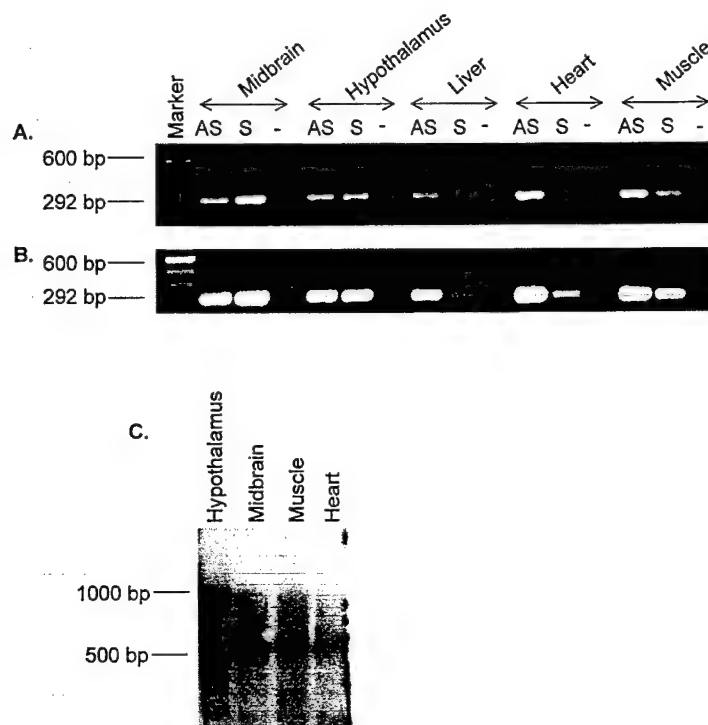 Marker
Midbrain
Hypothalamus
Liver
Heart
Muscle
A.
AS S - AS S - AS S - AS S - AS S -
600 bp
292 bp
B.
600 bp
292 bp
C.
Hypothalamus
Midbrain
Muscle
Heart
1000 bp
500 bp